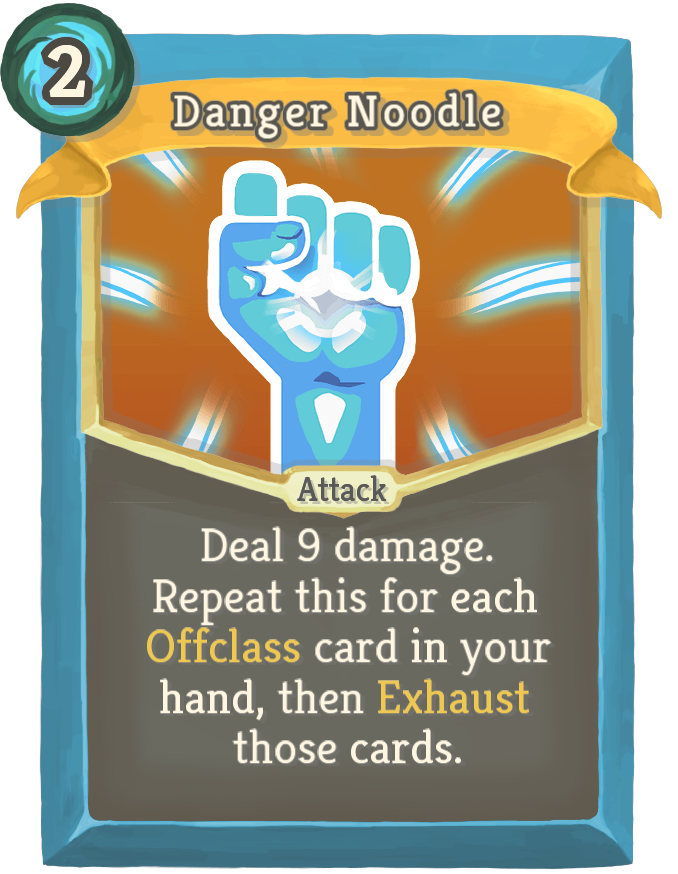 2
Danger Noodle
Attack
Deal 9 damage.
Repeat this for each
Offclass card in your
hand, then Exhaust
those cards.